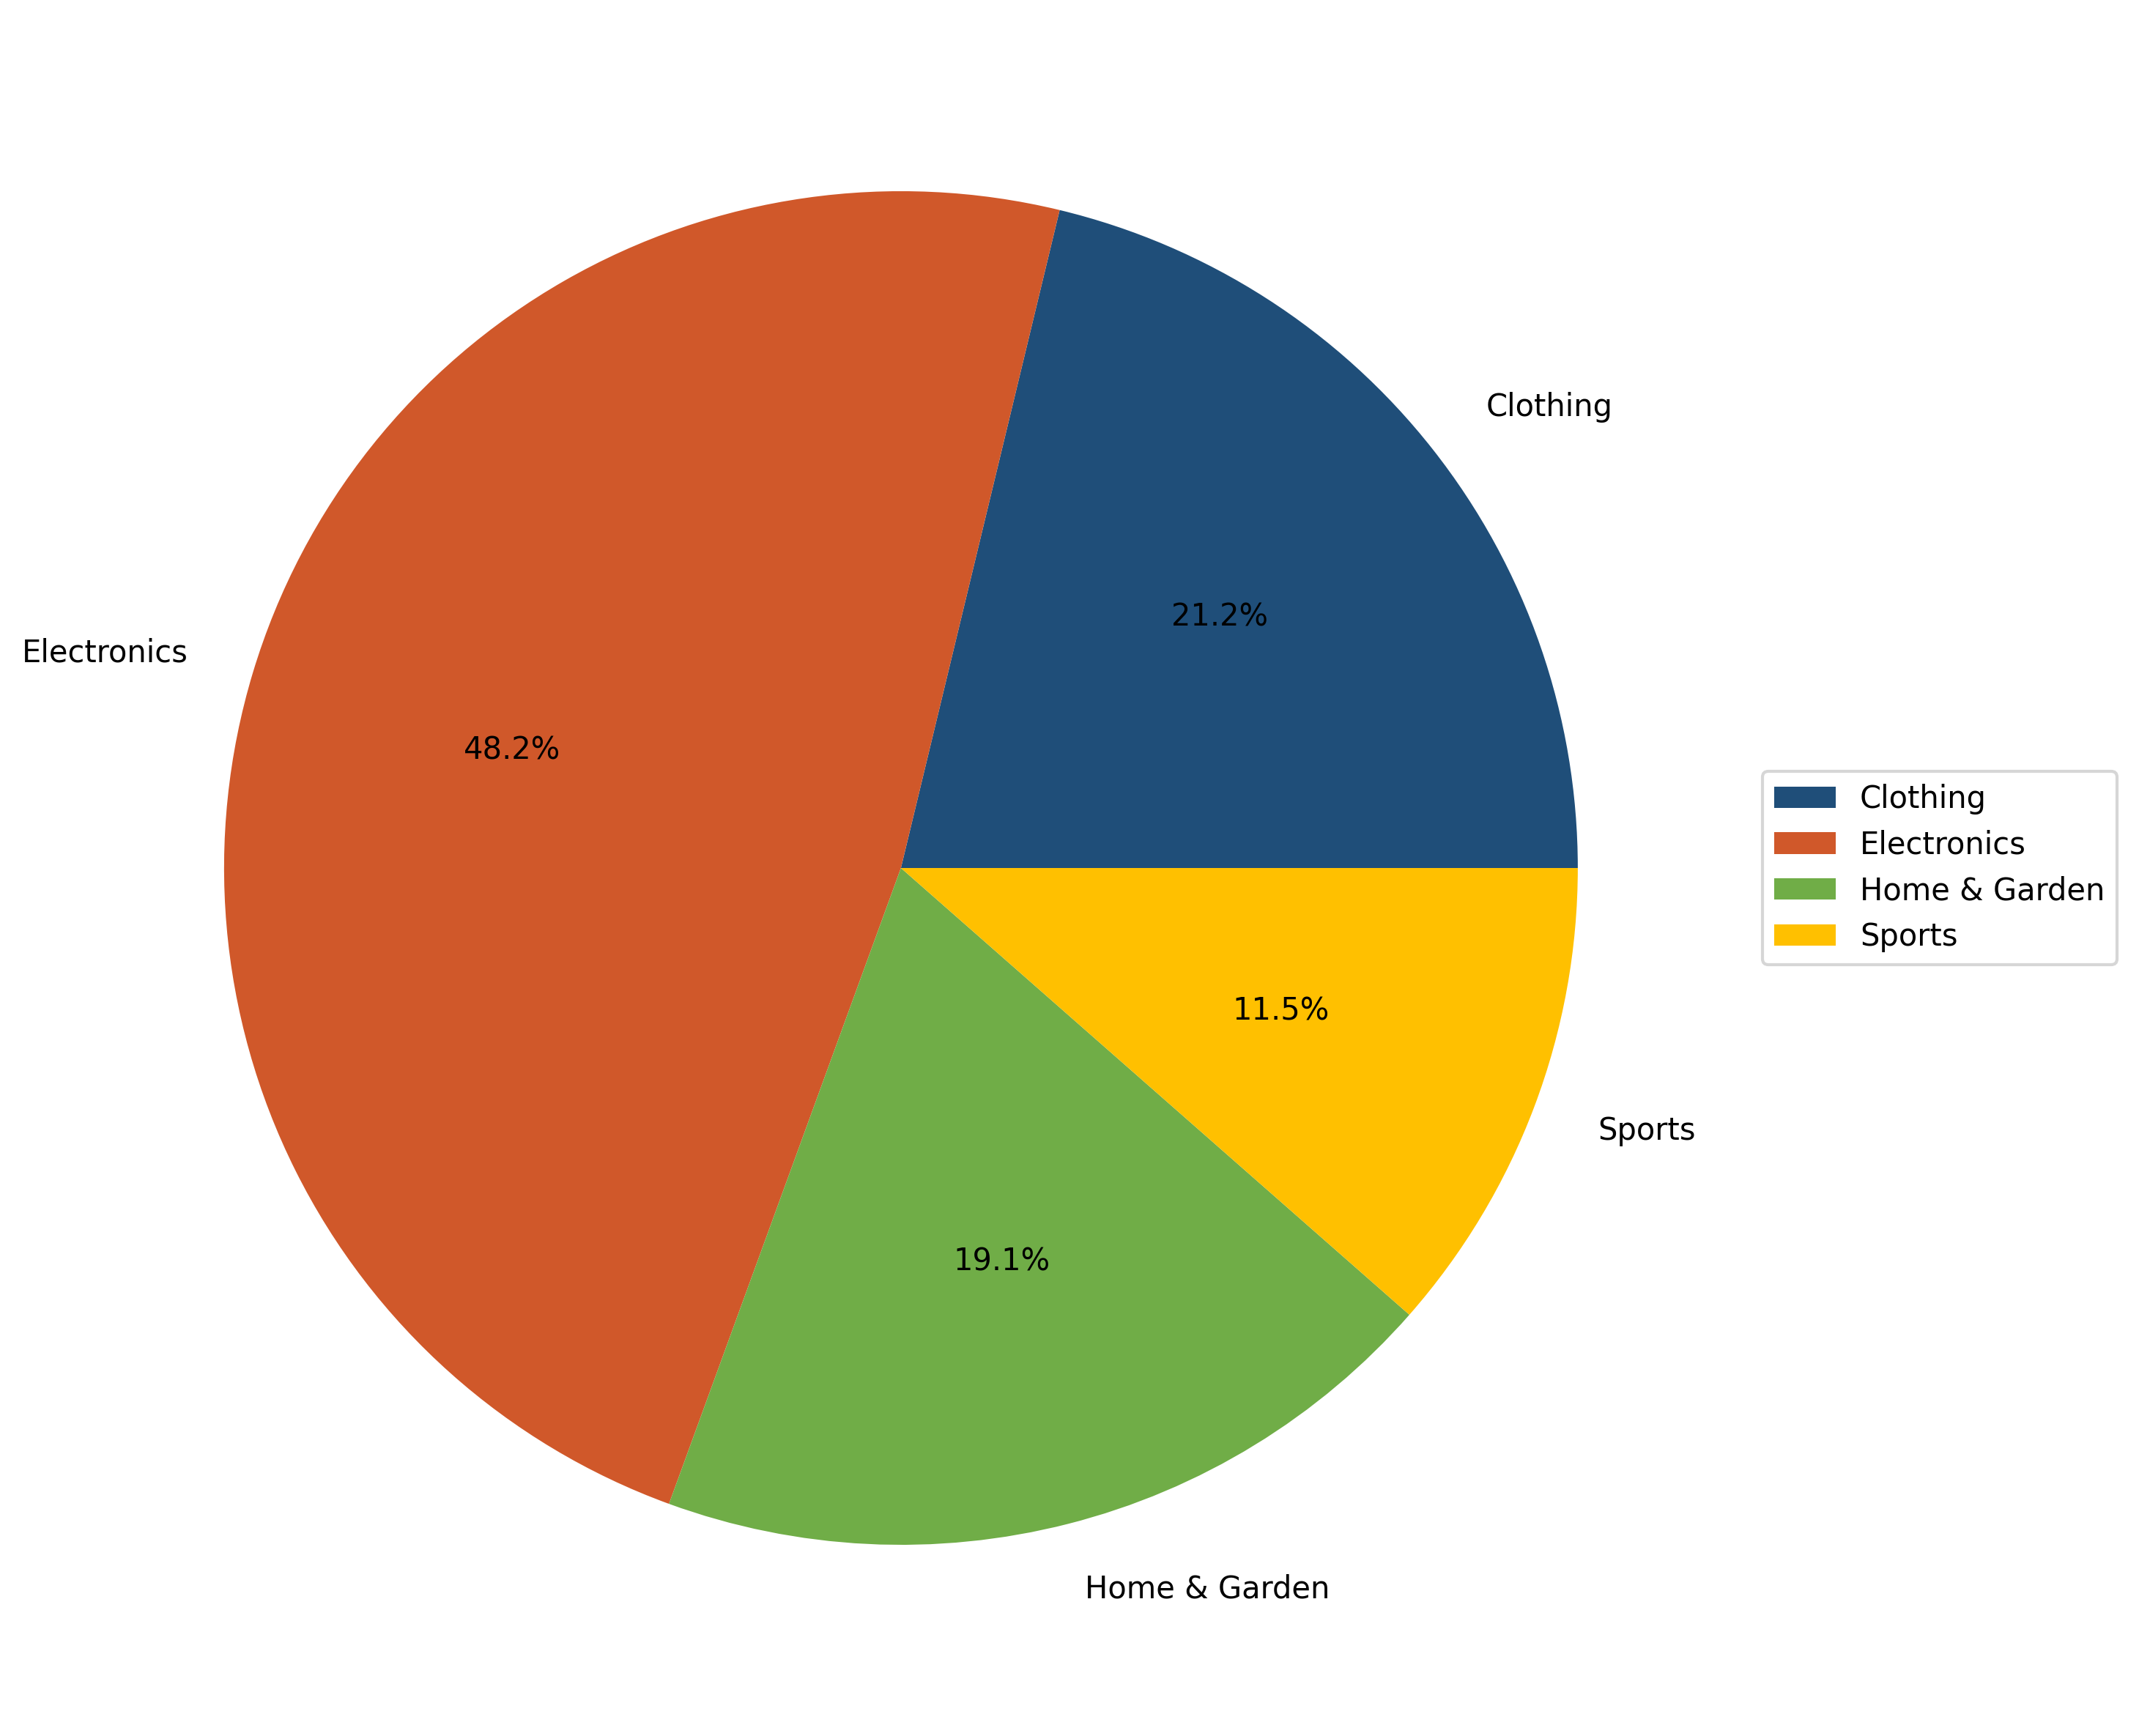 Clothing
21.2%
Electronics
48.2%
Clothing
Electronics
Home & Garden
Sports
11.5%
Sports
19.1%
Home & Garden